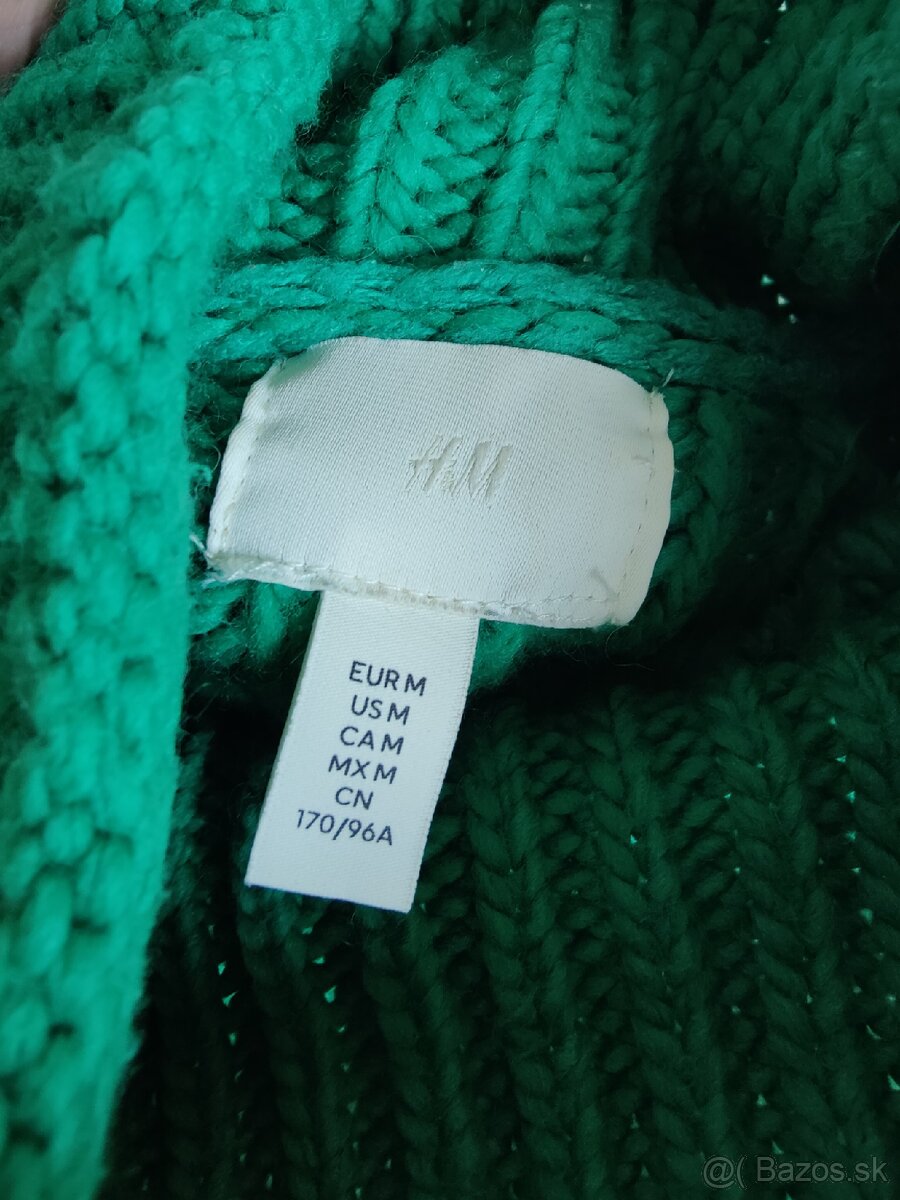 H&M
EUR M
US M
CA M
MX M
CN
170/96A
@( Bazos.sk